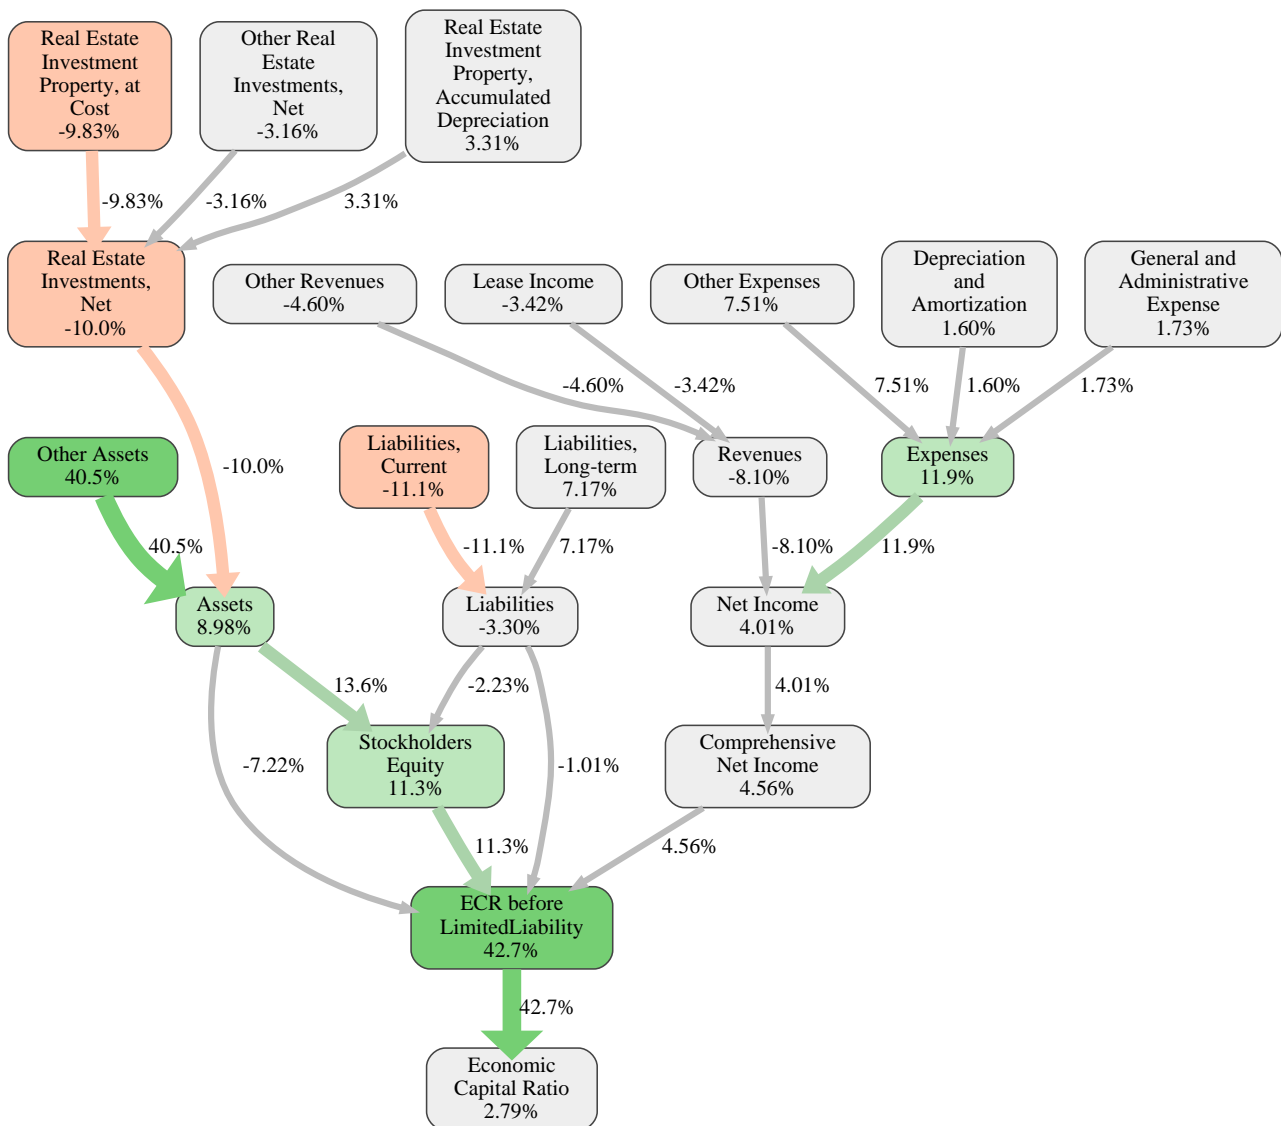 Real Estate
Investment
Property, at
Cost
-9.83%
Other Real
Estate
Investments,
Net
-3.16%
Real Estate
Investment
Property,
Accumulated
Depreciation
3.31%
-9.83%
-3.16%
3.31%
Real Estate
Investments,
Net
-10.0%
Other Revenues
-4.60%
Lease Income
-3.42%
Other Expenses
7.51%
Depreciation
and
Amortization
1.60%
General and
Administrative
Expense
1.73%
-4.60%
-3.42%
7.51%
1.60%
1.73%
Other Assets
40.5%
-10.0%
Liabilities,
Current
-11.1%
Liabilities,
Long-term
7.17%
Revenues
-8.10%
Expenses
11.9%
40.5%
-11.1%
7.17%
-8.10%
11.9%
Assets
8.98%
Liabilities
-3.30%
Net Income
4.01%
13.6%
-2.23%
4.01%
-7.22%
Stockholders
Equity
11.3%
-1.01%
Comprehensive
Net Income
4.56%
11.3%
4.56%
ECR before
LimitedLiability
42.7%
42.7%
Economic
Capital Ratio
2.79%